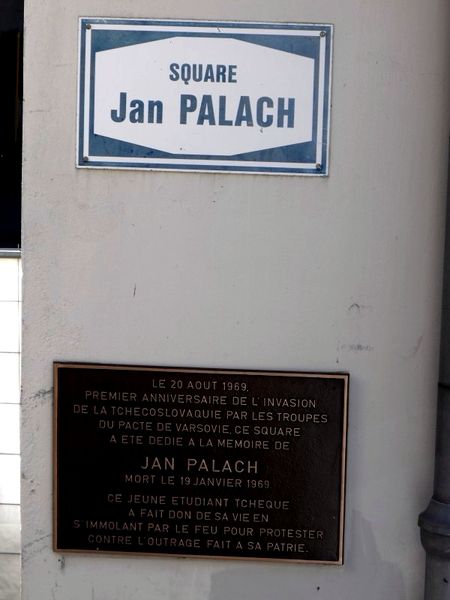 SQUARE
Jan PALACH
LE 20 AOUT 1969,
PREMIER ANNIVERSAIRE DE L'INVASION
DE LA TCHECOSLOVAQUIE PAR LES TROUPES
DU PACTE DE VARSOVIE, CE SQUARE
A ETE DEDIE A LA MEMOIRE DE
JAN PALACH
MORT LE 19 JANVIER 1969
CE JEUNE ETUDIANT TCHEQUE
A FAIT DON DE SA VIE EN
S'IMMOLANT PAR LE FEU POUR PROTESTER
CONTRE L'OUTRAGE FAIT A SA PATRIE.